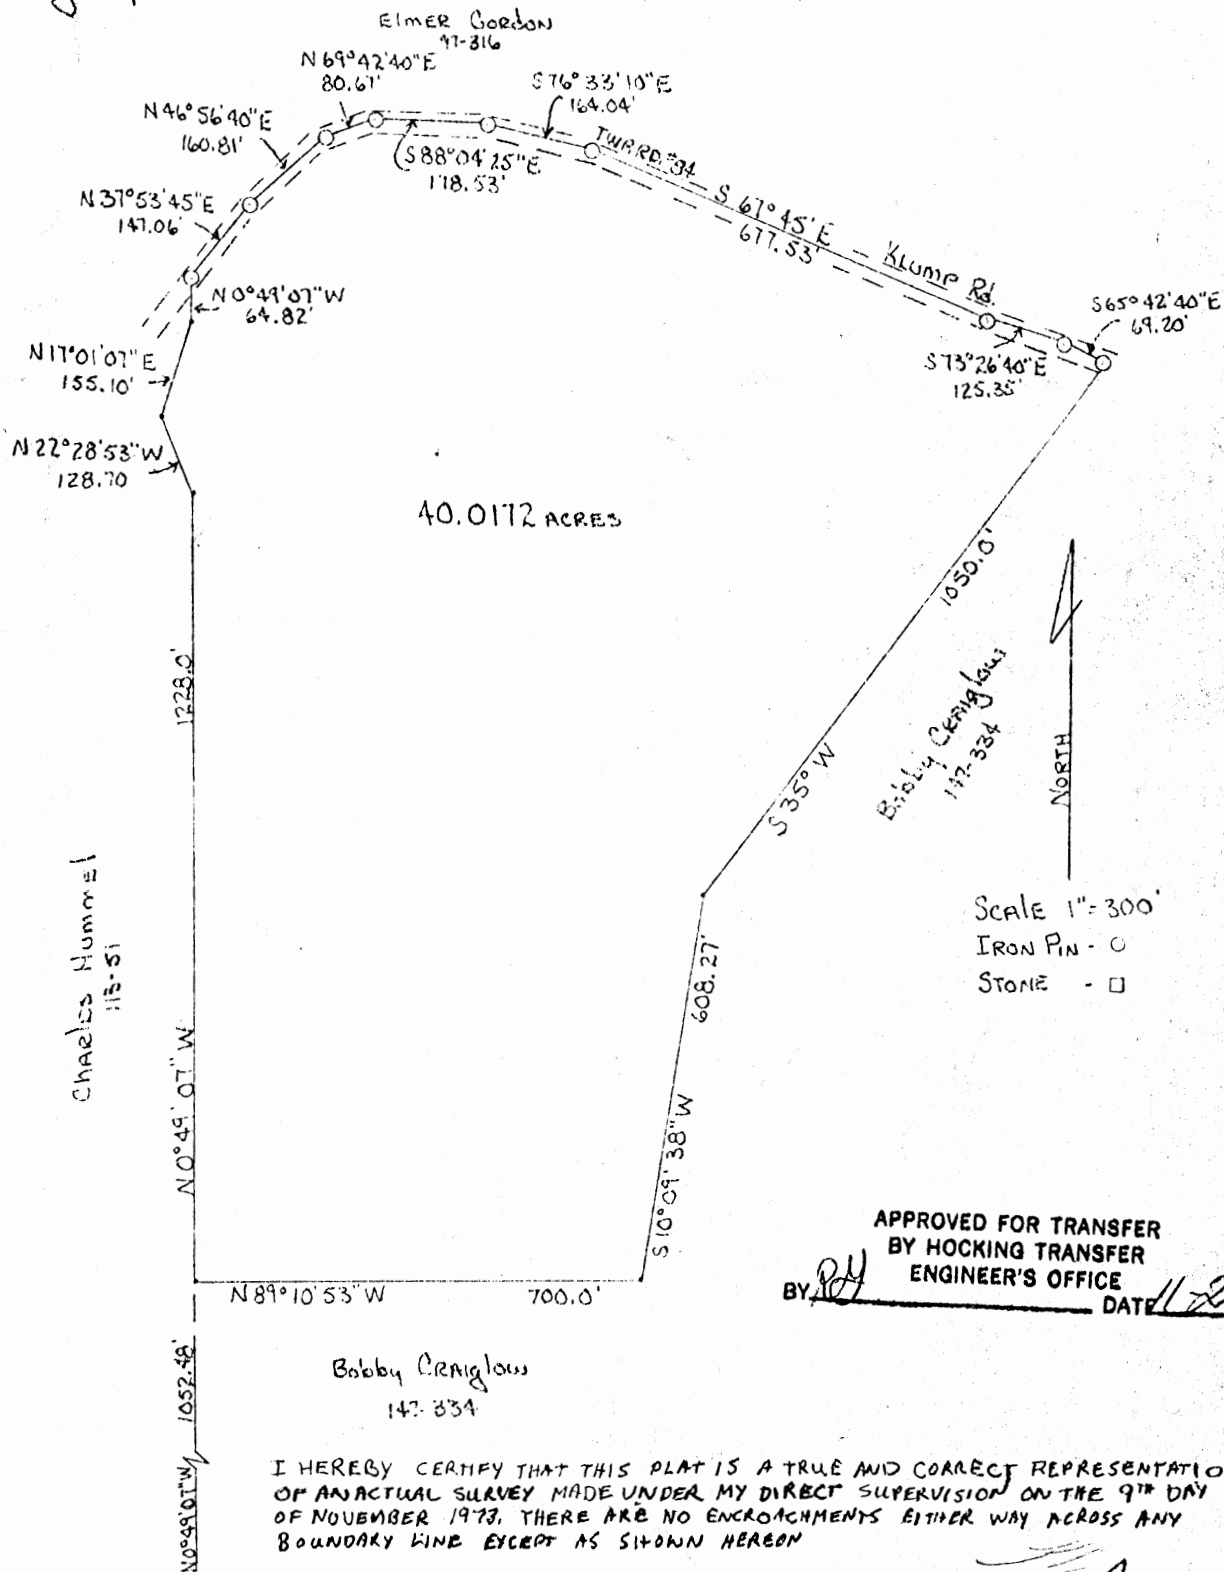 Elmer Gordon
97-316
N 69°42'40"E
80.67'
S 76°33'10"E
164.04'
N 46°56'40"E
160.81'
S 88°04'25"E
178.53'
TWP. RD. #84
N 37°53'45"E
147.06'
S 67°45'E
677.53'
Klump Rd.
N 0°49'07"W
64.82'
S 65°42'40"E
69.20'
N 17°01'07"E
155.10'
S 73°26'40"E
125.35'
N 22°28'53"W
128.70
40.0172 ACRES
1050.0'
1228.0'
S 35° W
Bobby Craiglow
147-334
NORTH
Charles Hummel
113-51
SCALE 1"=300'
IRON PIN - O
STONE - □
608.27'
N 0°49'07" W
S 10°09'38"W
APPROVED FOR TRANSFER
BY HOCKING TRANSFER
ENGINEER'S OFFICE
BY DATE
N 89°10'53"W 700.0'
1052.48'
Bobby Craiglow
147-334
N0°49'07"W
I HEREBY CERTIFY THAT THIS PLAT IS A TRUE AND CORRECT REPRESENTATIO
OF AN ACTUAL SURVEY MADE UNDER MY DIRECT SUPERVISION ON THE 9TH DAY
OF NOVEMBER 1973. THERE ARE NO ENCROACHMENTS EITHER WAY ACROSS ANY
BOUNDARY LINE EXCEPT AS SHOWN HEREON